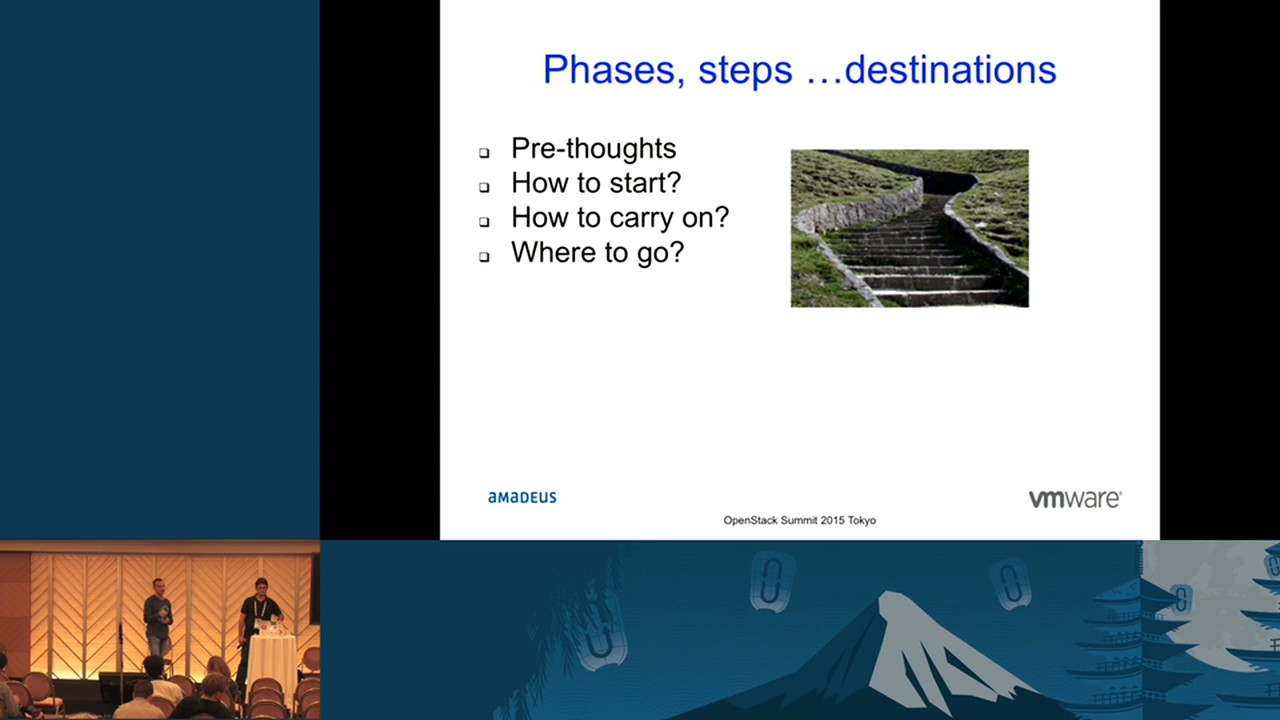 Phases, steps …destinations
Pre-thoughts
How to start?
How to carry on?
Where to go?
amadeus
vmware®
OpenStack Summit 2015 Tokyo